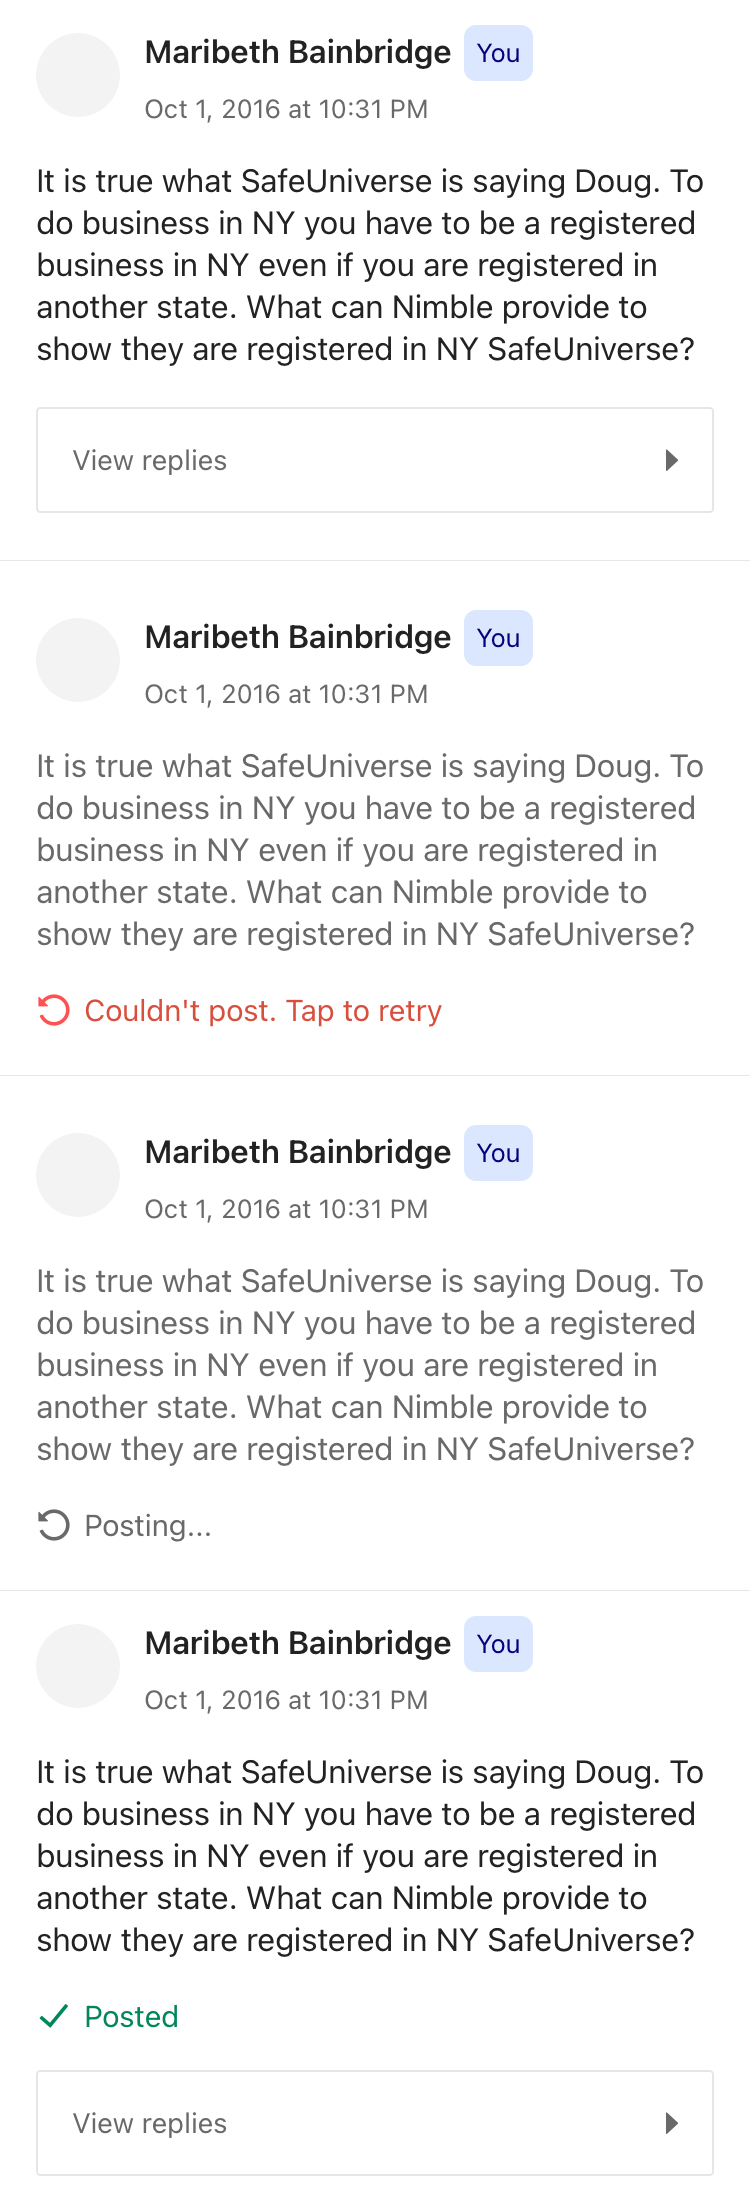 Maribeth Bainbridge You
Oct 1, 2016 at 10:31 PM
It is true what SafeUniverse is saying Doug. To
do business in NY you have to be a registered
business in NY even if you are registered in
another state. What can Nimble provide to
show they are registered in NY SafeUniverse?
View replies
Maribeth Bainbridge You
Oct 1, 2016 at 10:31 PM
It is true what SafeUniverse is saying Doug. To
do business in NY you have to be a registered
business in NY even if you are registered in
another state. What can Nimble provide to
show they are registered in NY SafeUniverse?
Couldn't post. Tap to retry
Maribeth Bainbridge You
Oct 1, 2016 at 10:31 PM
It is true what SafeUniverse is saying Doug. To
do business in NY you have to be a registered
business in NY even if you are registered in
another state. What can Nimble provide to
show they are registered in NY SafeUniverse?
Posting...
Maribeth Bainbridge You
Oct 1, 2016 at 10:31 PM
It is true what SafeUniverse is saying Doug. To
do business in NY you have to be a registered
business in NY even if you are registered in
another state. What can Nimble provide to
show they are registered in NY SafeUniverse?
Posted
View replies